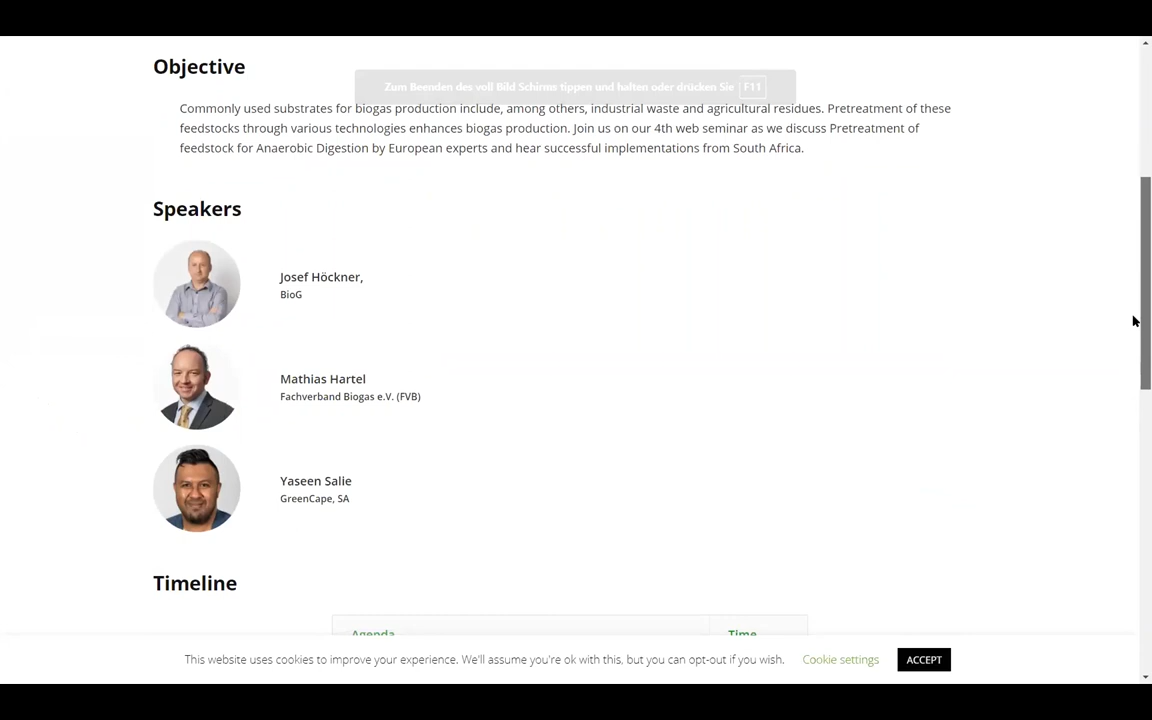 Objective
Zum Beenden des voll Bild Schirms tippen und halten oder drücken Sie F11
Commonly used substrates for biogas production include, among others, industrial waste and agricultural residues. Pretreatment of these
feedstocks through various technologies enhances biogas production. Join us on our 4th web seminar as we discuss Pretreatment of
feedstock for Anaerobic Digestion by European experts and hear successful implementations from South Africa.
Speakers
Josef Höckner,
BioG
Mathias Hartel
Fachverband Biogas e.V. (FVB)
Yaseen Salie
GreenCape, SA
Timeline
Agenda Time
This website uses cookies to improve your experience. We'll assume you're ok with this, but you can opt-out if you wish. Cookie settings ACCEPT